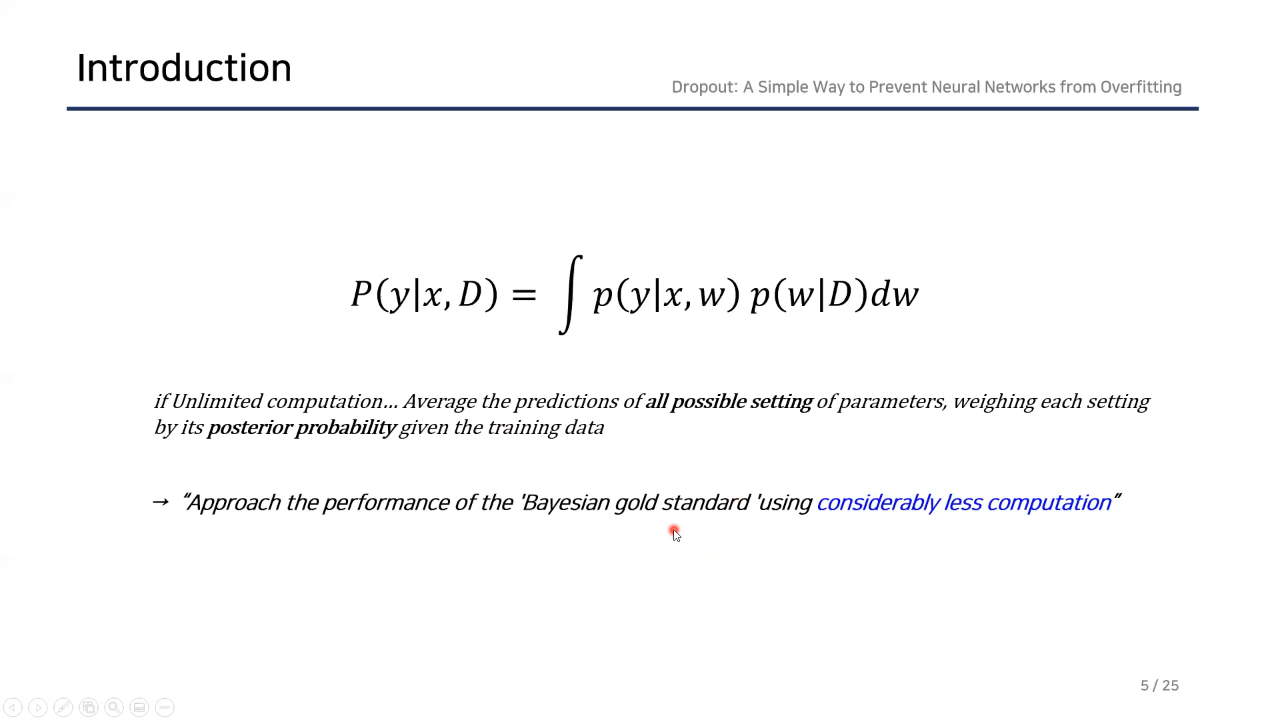 Introduction
Dropout: A Simple Way to Prevent Neural Networks from Overfitting
P(y|x, D) = ∫ p(y|x, w) p(w|D)dw
if Unlimited computation... Average the predictions of all possible setting of parameters, weighing each setting
by its posterior probability given the training data
→ “Approach the performance of the 'Bayesian gold standard 'using considerably less computation”
5 / 25